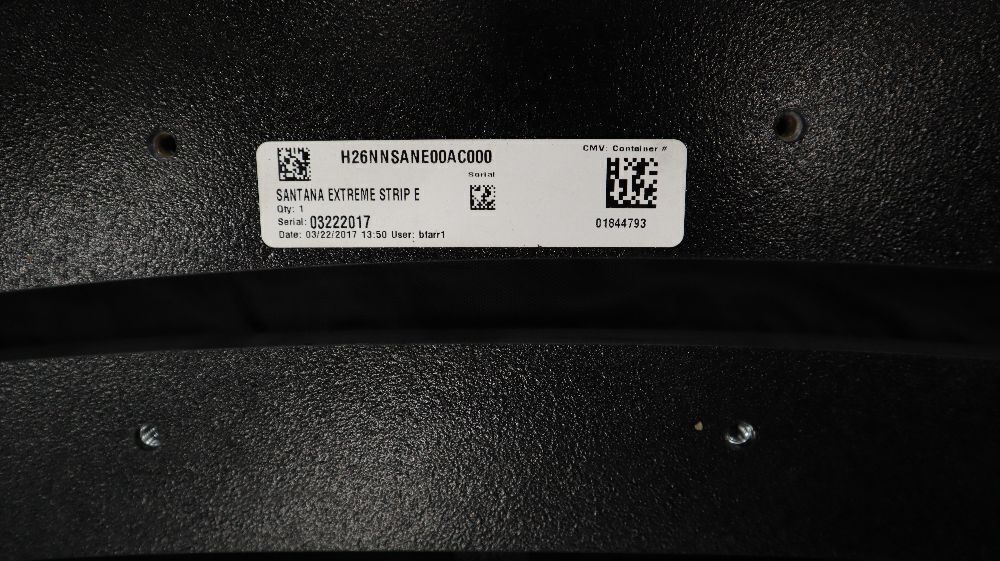 H26NNSANE00AC000
CMV: Container #
Serial
SANTANA EXTREME STRIP E
Qty: 1
Serial: 03222017
01844793
Date: 03/22/2017 13:50 User: btarr1